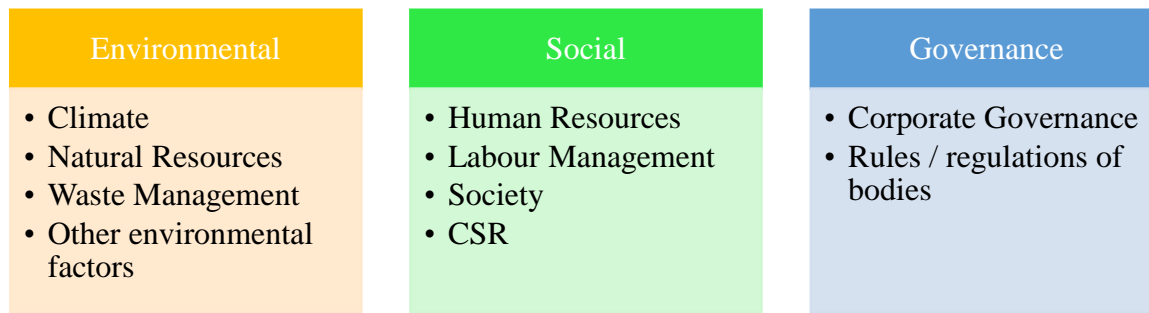 Environmental
• Climate
• Natural Resources
• Waste Management
• Other environmental
factors
Social
• Human Resources
• Labour Management
• Society
• CSR
Governance
• Corporate Governance
• Rules / regulations of
bodies